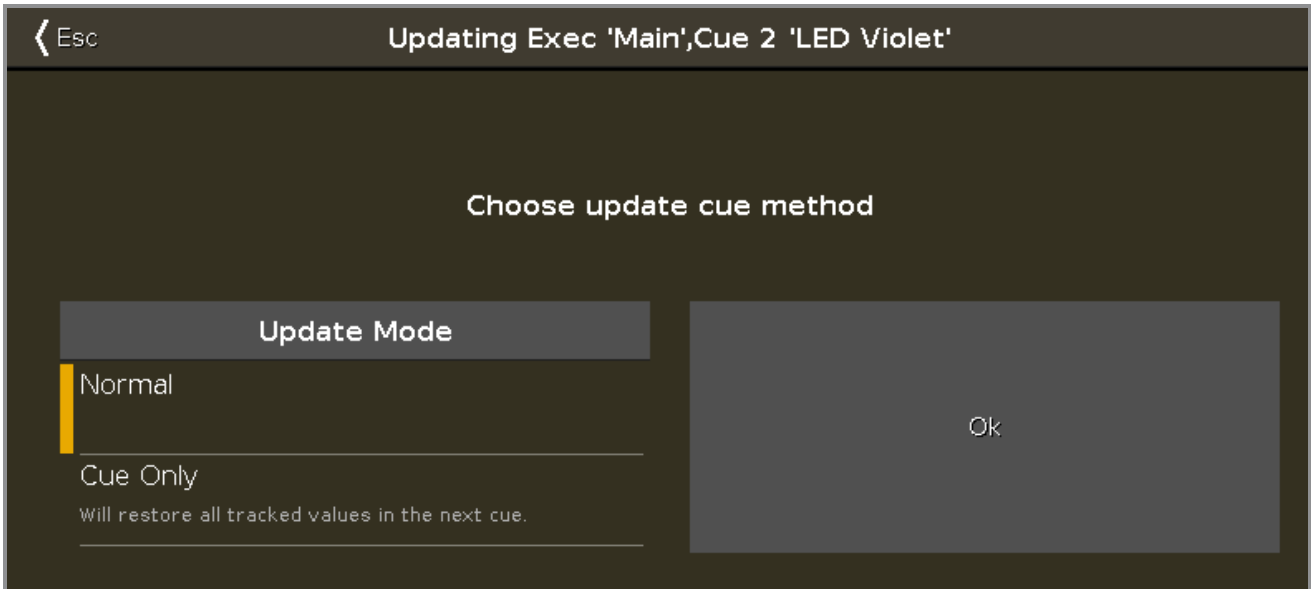 Esc
Updating Exec 'Main',Cue 2 'LED Violet'
Choose update cue method
Update Mode
Normal
Ok
Cue Only
Will restore all tracked values in the next cue.